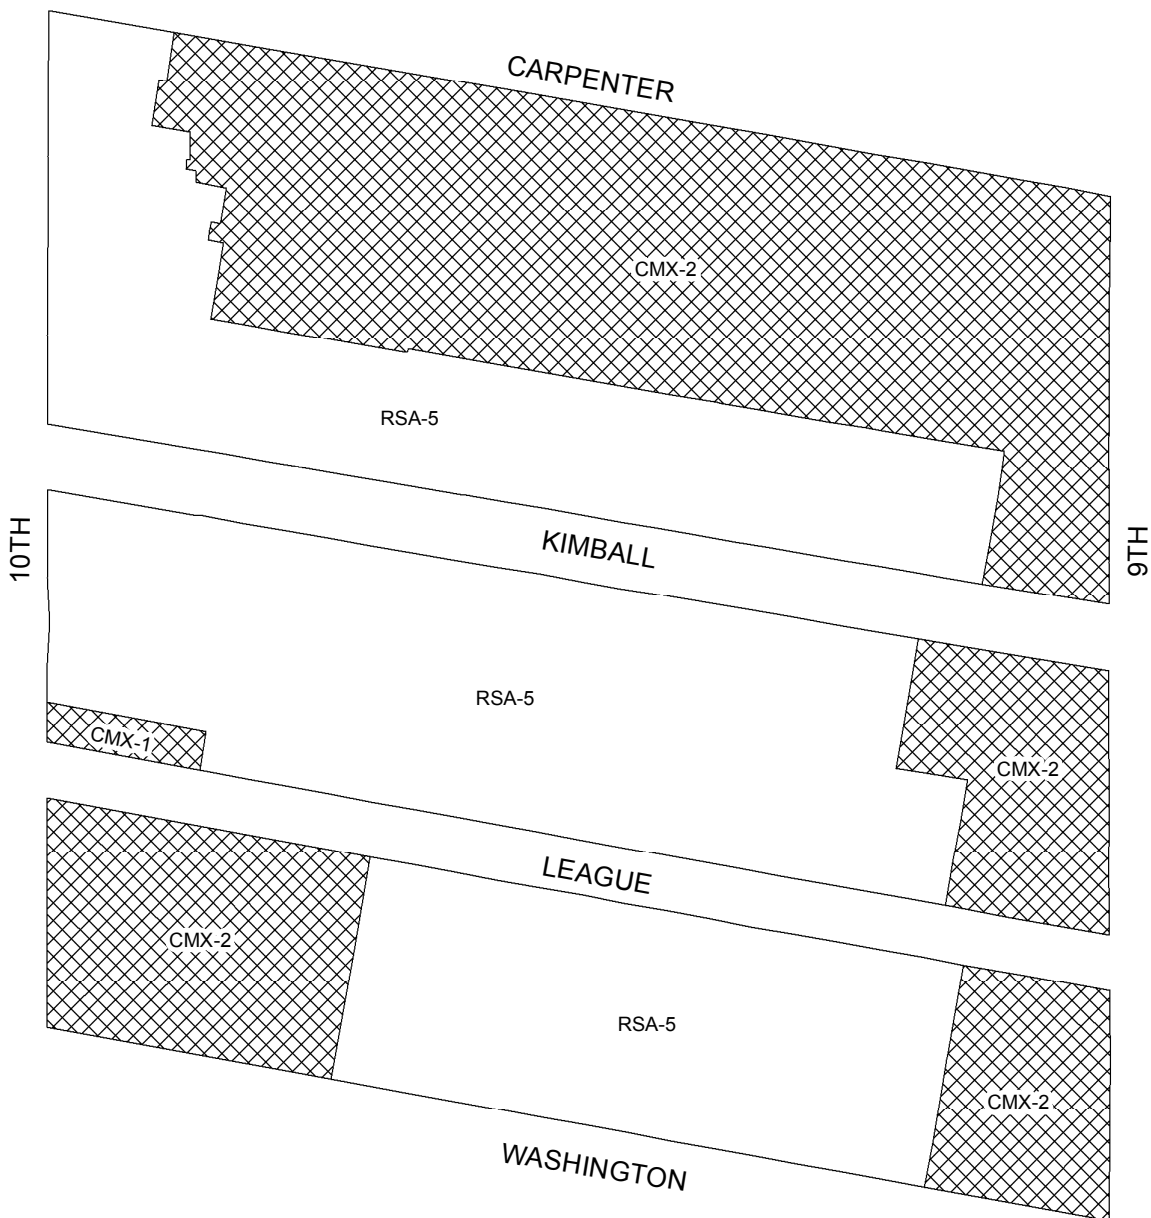 CARPENTER
CMX-2
RSA-5
10TH
KIMBALL
9TH
RSA-5
CMX-1
CMX-2
LEAGUE
CMX-2
RSA-5
CMX-2
WASHINGTON